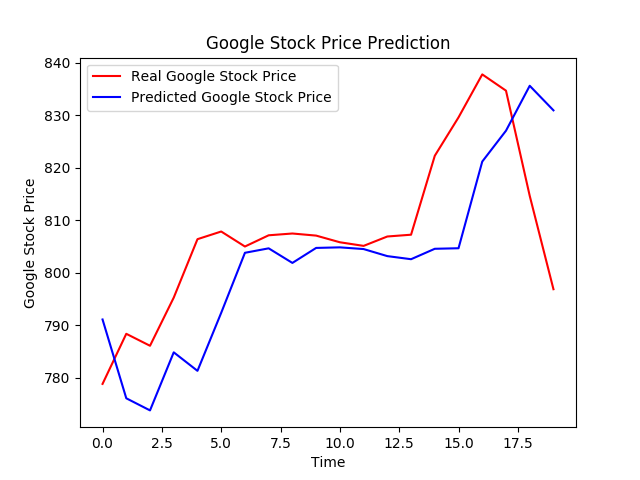 Google Stock Price Prediction
Real Google Stock Price
Predicted Google Stock Price
840
830
820
810
800
790
780
Google Stock Price
0.0 2.5 5.0 7.5 10.0 12.5 15.0 17.5
Time